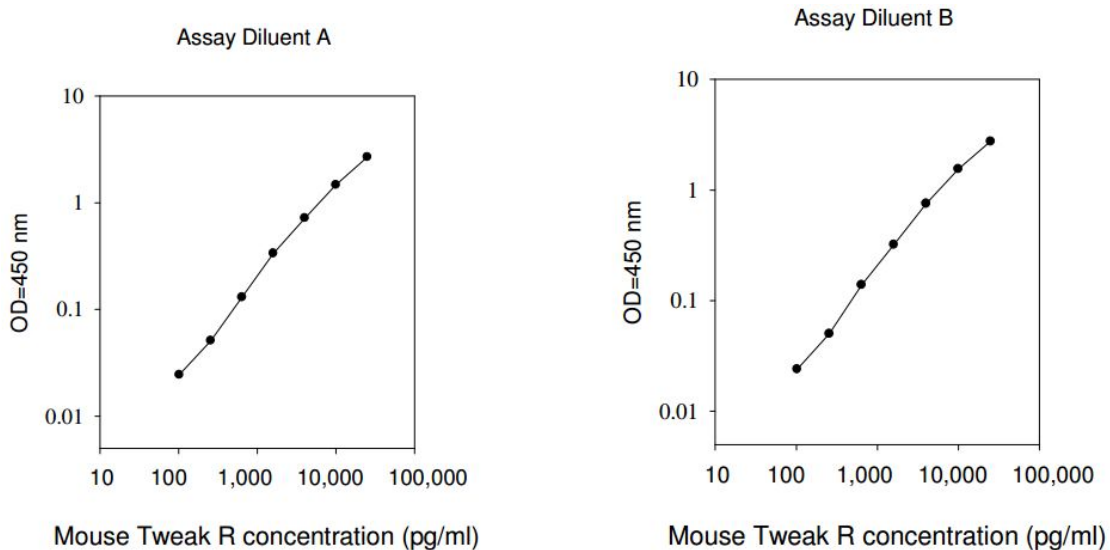 Assay Diluent A
10
1
0.1
0.01
OD=450 nm
10 100 1,000 10,000 100,000
Mouse Tweak R concentration (pg/ml)
Assay Diluent B
10
1
0.1
0.01
OD=450 nm
10 100 1,000 10,000 100,000
Mouse Tweak R concentration (pg/ml)